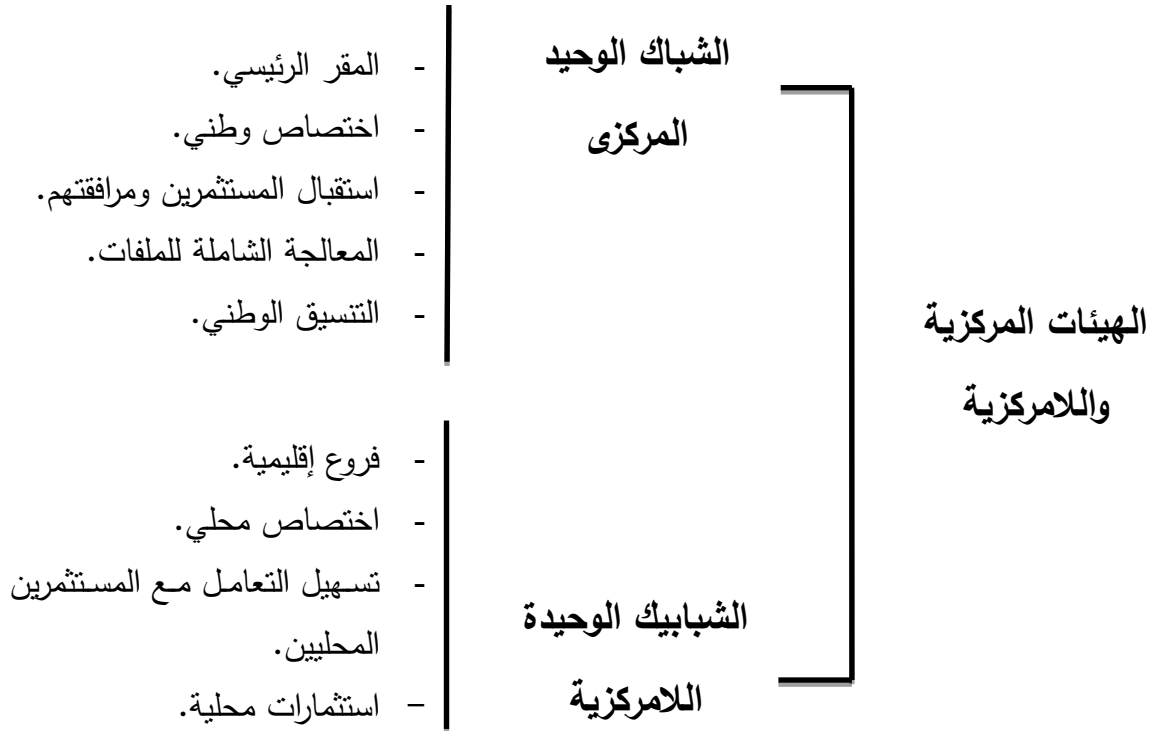 الهيئات المركزية
واللامركزية
الشباك الوحيد
المركزى
- المقر الرئيسي.
- اختصاص وطني.
- استقبال المستثمرين ومرافقتهم.
- المعالجة الشاملة للملفات.
- التنسيق الوطني.
الشبابيك الوحيدة
اللامركزية
- فروع إقليمية.
- اختصاص محلي.
- تسهيل التعامل مع المستثمرين
المحليين.
- استثمارات محلية.